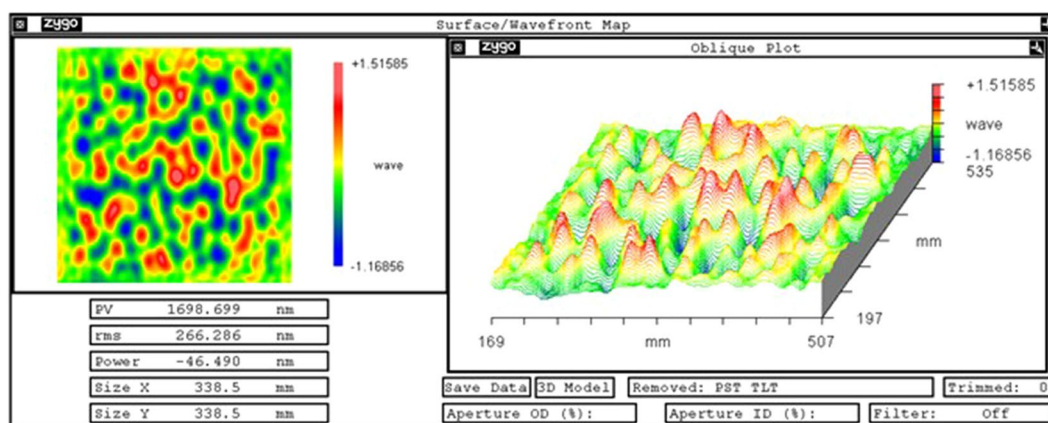 zygo Surface/Wavefront Map
+1.51585
wave
-1.16856
zygo Oblique Plot
+1.51585
wave
-1.16856
535
mm
197
169 mm 507
PV 1698.699 nm
rms 266.286 nm
Power -46.490 nm
Size X 338.5 mm
Size Y 338.5 mm
Save Data 3D Model Removed: PST TLT Trimmed: 0
Aperture OD (%): Aperture ID (%): Filter: Off